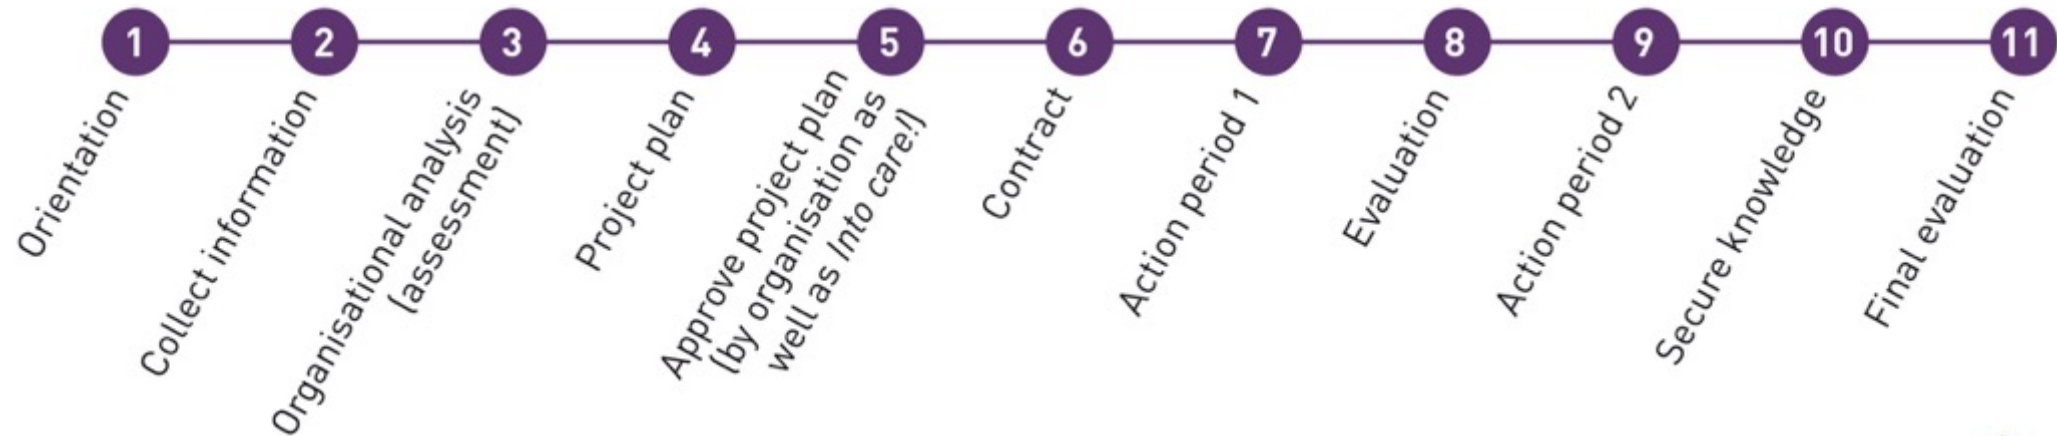 1
Orientation
2
Collect information
3
Organisational analysis
(assessment)
4
Project plan
5
Approve project plan
(by organisation as
well as Into care!)
6
Contract
7
Action period 1
8
Evaluation
9
Action period 2
10
Secure knowledge
11
Final evaluation